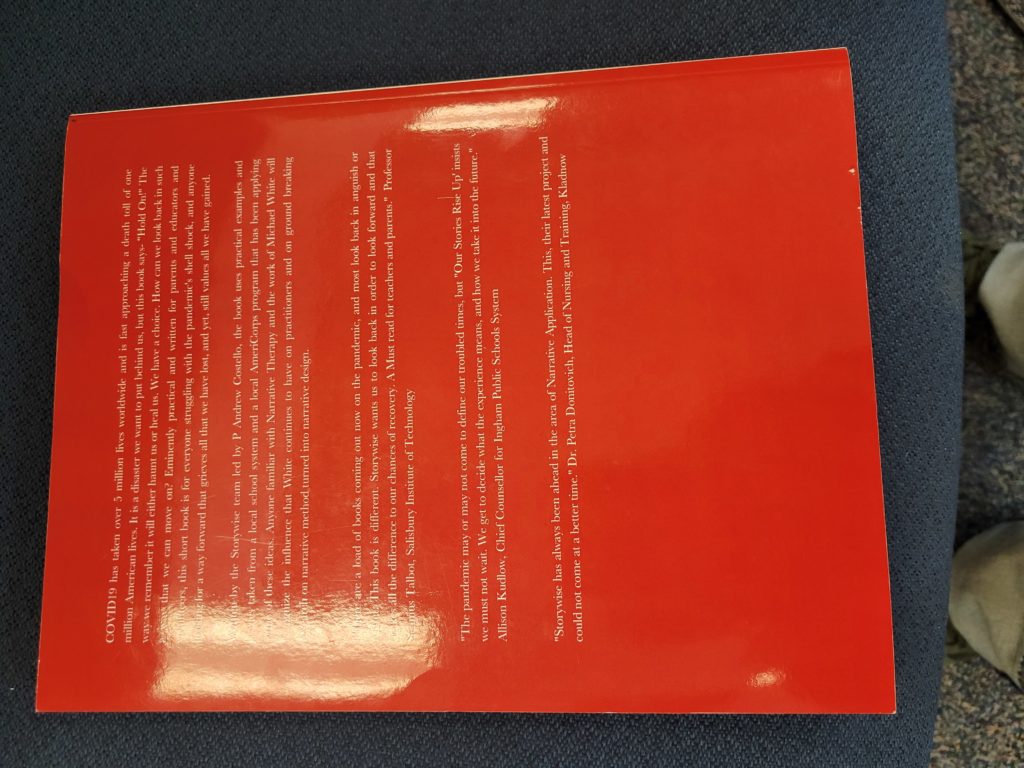 COVID19 has taken over 5 million lives worldwide and is fast approaching a death toll of one
million American lives. It is a disaster we want to put behind us, but this book says- "Hold On!" The
way we remember it will either haunt us or heal us. We have a choice. How can we look back in such
that we can move on? Eminently practical and written for parents and educators and
this short book is for everyone struggling with the pandemic's shell shock, and anyone
for a way forward that grieves all that we have lost, and yet, still values all we have gained.
by the Storywise team led by P Andrew Costello, the book uses practical examples and
taken from a local school system and a local AmeriCorps program that has been applying
of these ideas. Anyone familiar with Narrative Therapy and the work of Michael White will
the influence that White continues to have on practitioners and on ground breaking
on narrative method turned into narrative design.
are a load of books coming out now on the pandemic, and most look back in anguish or
This book is different. Storywise wants us to look back in order to look forward and that
all the difference to our chances of recovery. A Must read for teachers and parents." Professor
Talbot, Salisbury Institute of Technology
"The pandemic may or may not come to define our troubled times, but "Our Stories Rise Up' insists
we must not wait. We get to decide what the experience means, and how we take it into the future."
Allison Kudlow, Chief Counsellor for Ingham Public Schools System
"Storywise has always been ahead in the area of Narrative Application. This, their latest project and
could not come at a better time." Dr. Petra Donitovich, Head of Nursing and Training, Kladnow